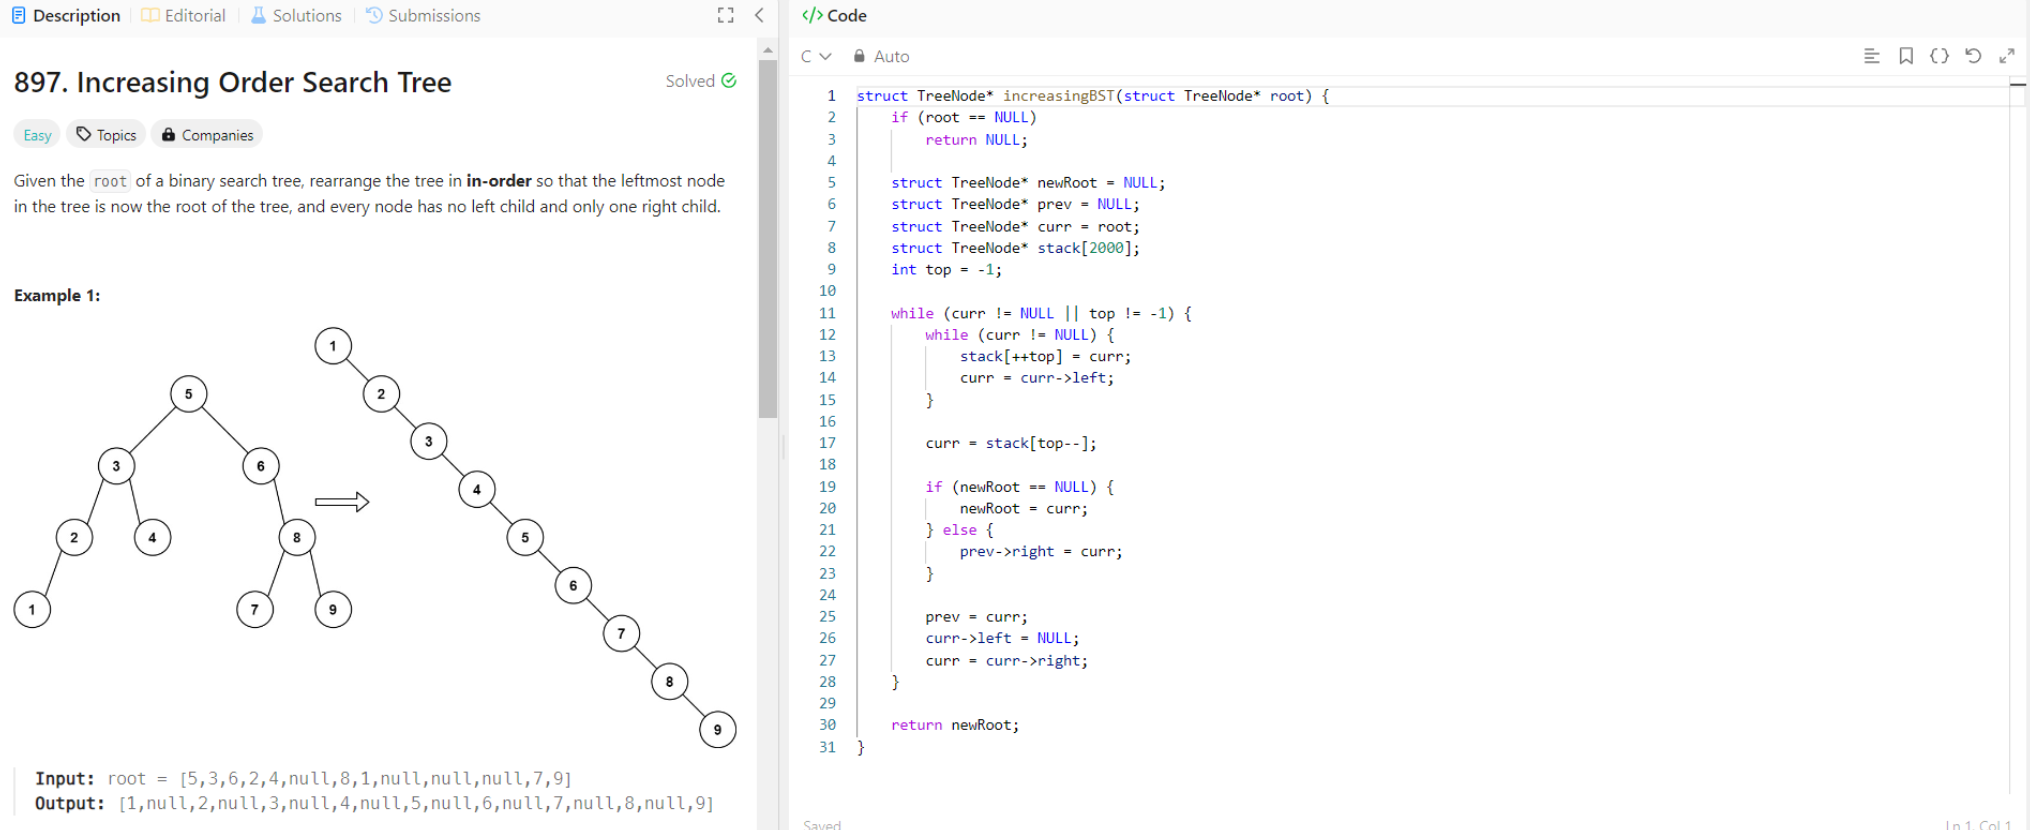 Description Editorial Solutions Submissions
897. Increasing Order Search Tree
Solved
Easy Topics Companies
Given the root of a binary search tree, rearrange the tree in in-order so that the leftmost node
in the tree is now the root of the tree, and every node has no left child and only one right child.
Example 1:
1
2
3
4
5
6
7
8
9
5
3
6
2
4
8
1
7
9
Input: root = [5,3,6,2,4,null,8,1,null,null,null,7,9]
Output: [1,null,2,null,3,null,4,null,5,null,6,null,7,null,8,null,9]
</> Code
C Auto
1 struct TreeNode* increasingBST(struct TreeNode* root) {
2 if (root == NULL)
3 return NULL;
4
5 struct TreeNode* newRoot = NULL;
6 struct TreeNode* prev = NULL;
7 struct TreeNode* curr = root;
8 struct TreeNode* stack[2000];
9 int top = -1;
10
11 while (curr != NULL || top != -1) {
12 while (curr != NULL) {
13 stack[++top] = curr;
14 curr = curr->left;
15 }
16
17 curr = stack[top--];
18
19 if (newRoot == NULL) {
20 newRoot = curr;
21 } else {
22 prev->right = curr;
23 }
24
25 prev = curr;
26 curr->left = NULL;
27 curr = curr->right;
28 }
29
30 return newRoot;
31 }
Saved
Ln 1, Col 1